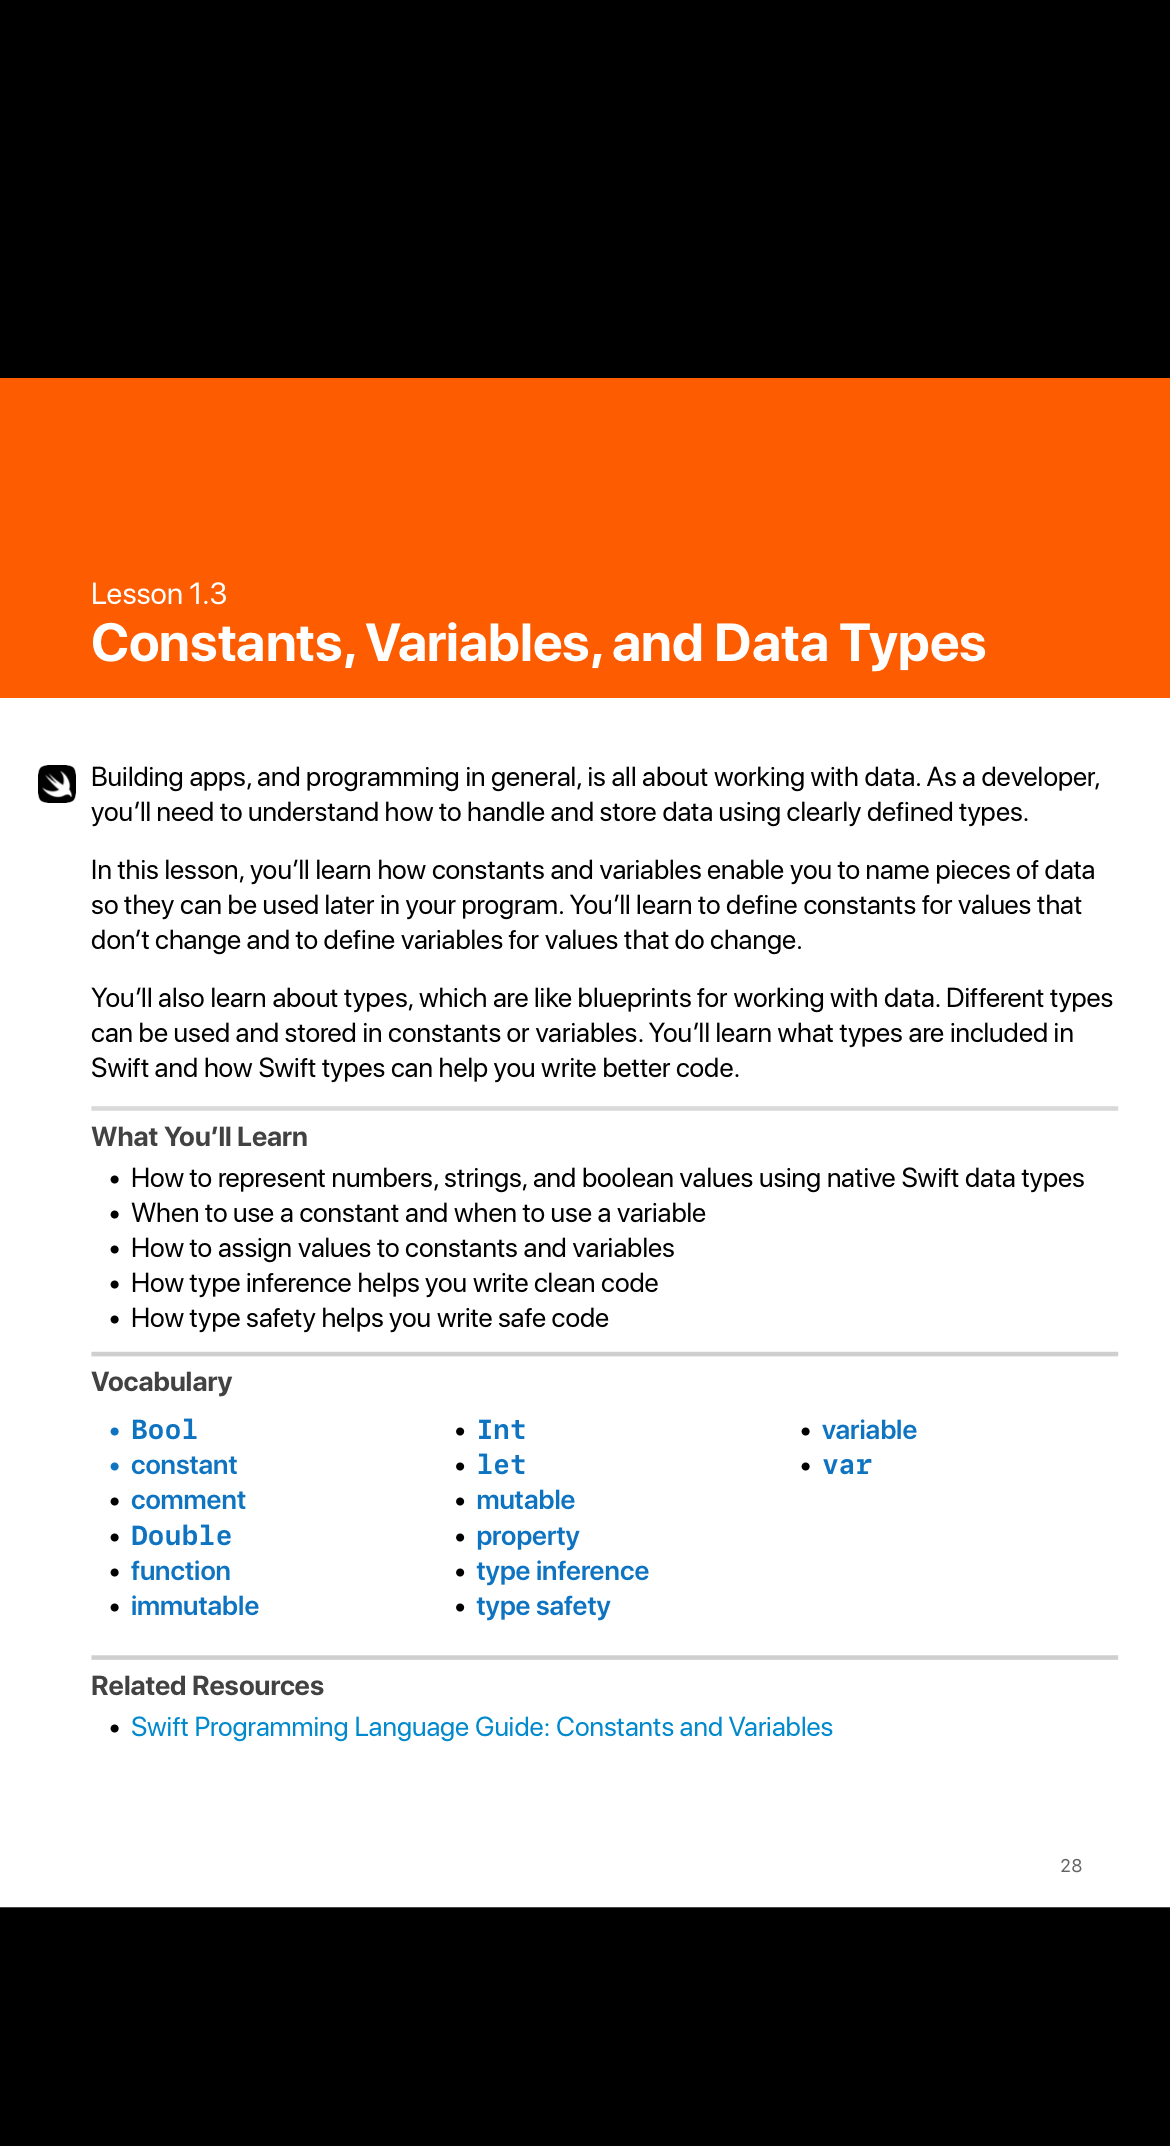 Lesson 1.3
Constants, Variables, and Data Types
Building apps, and programming in general, is all about working with data. As a developer,
you’ll need to understand how to handle and store data using clearly defined types.
In this lesson, you’ll learn how constants and variables enable you to name pieces of data
so they can be used later in your program. You’ll learn to define constants for values that
don’t change and to define variables for values that do change.
You’ll also learn about types, which are like blueprints for working with data. Different types
can be used and stored in constants or variables. You’ll learn what types are included in
Swift and how Swift types can help you write better code.
What You’ll Learn
• How to represent numbers, strings, and boolean values using native Swift data types
• When to use a constant and when to use a variable
• How to assign values to constants and variables
• How type inference helps you write clean code
• How type safety helps you write safe code
Vocabulary
• Bool
• constant
• comment
• Double
• function
• immutable
• Int
• let
• mutable
• property
• type inference
• type safety
• variable
• var
Related Resources
• Swift Programming Language Guide: Constants and Variables
28